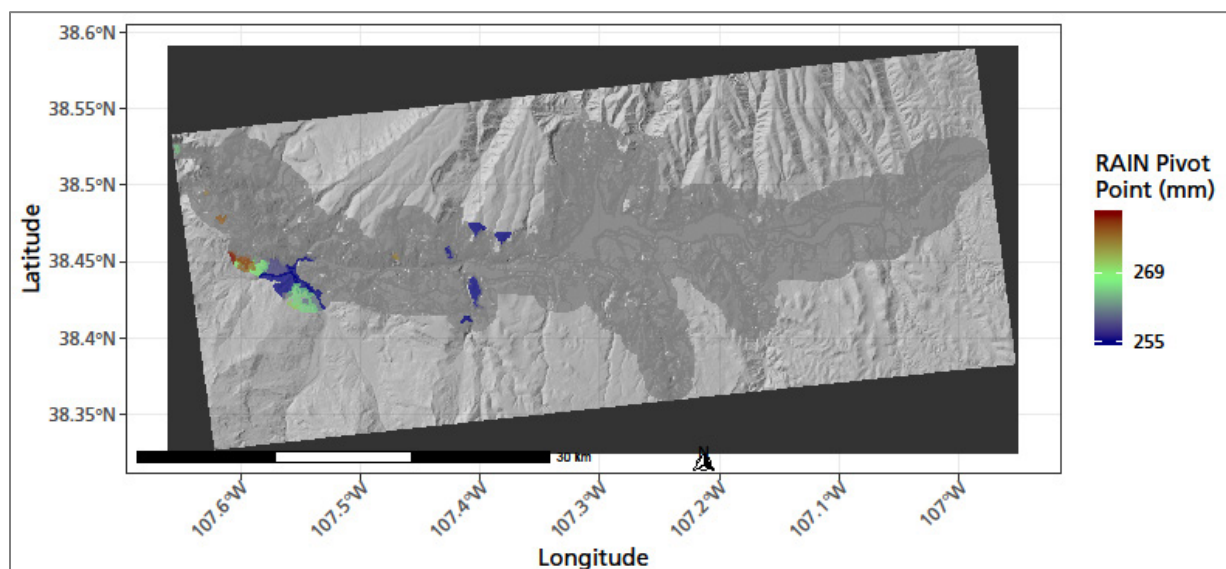 38.6°N
38.55°N
38.5°N
38.45°N
38.4°N
38.35°N
Latitude
30 km
N
107.6°W
107.5°W
107.4°W
107.3°W
107.2°W
107.1°W
107°W
Longitude
RAIN Pivot
Point (mm)
269
255